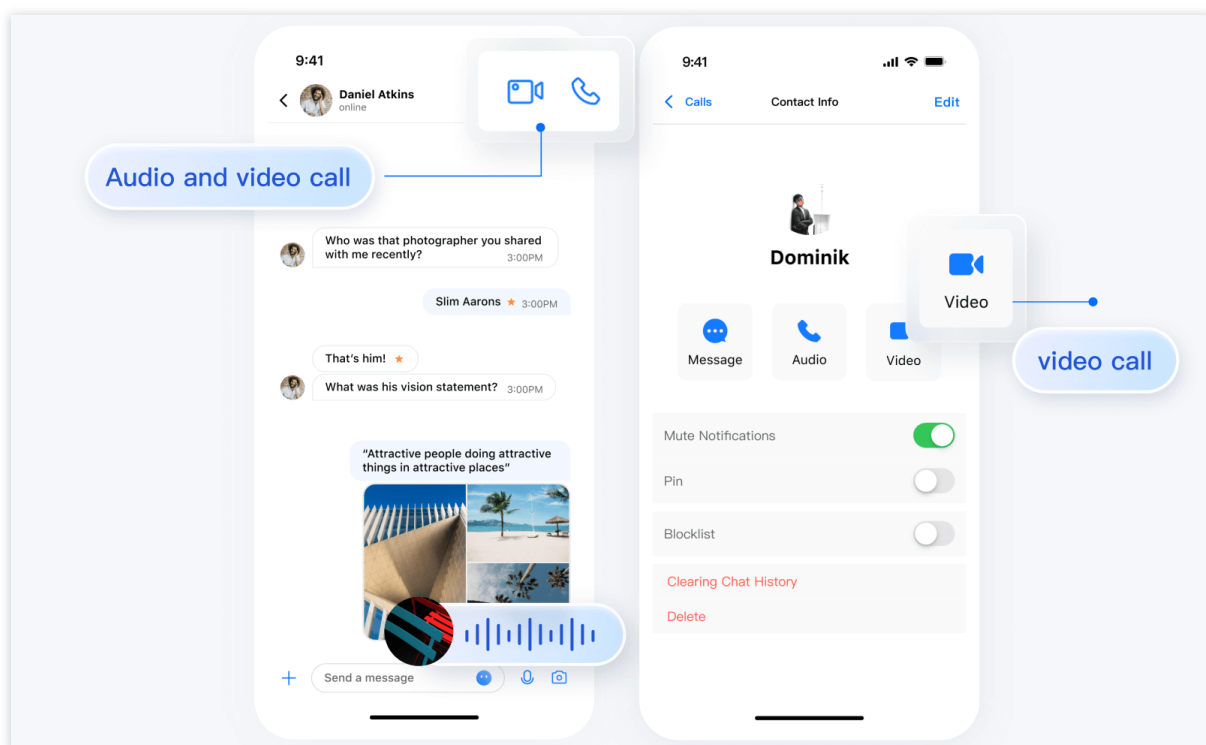 9:41
Daniel Atkins
online
Audio and video call
Who was that photographer you shared
with me recently?
3:00PM
Slim Aarons
3:00PM
That's him!
What was his vision statement?
3:00PM
"Attractive people doing attractive
things in attractive places"
Send a message
9:41
Calls
Contact Info
Edit
Dominik
Message
Audio
Video
Video
video call
Mute Notifications
Pin
Blocklist
Clearing Chat History
Delete